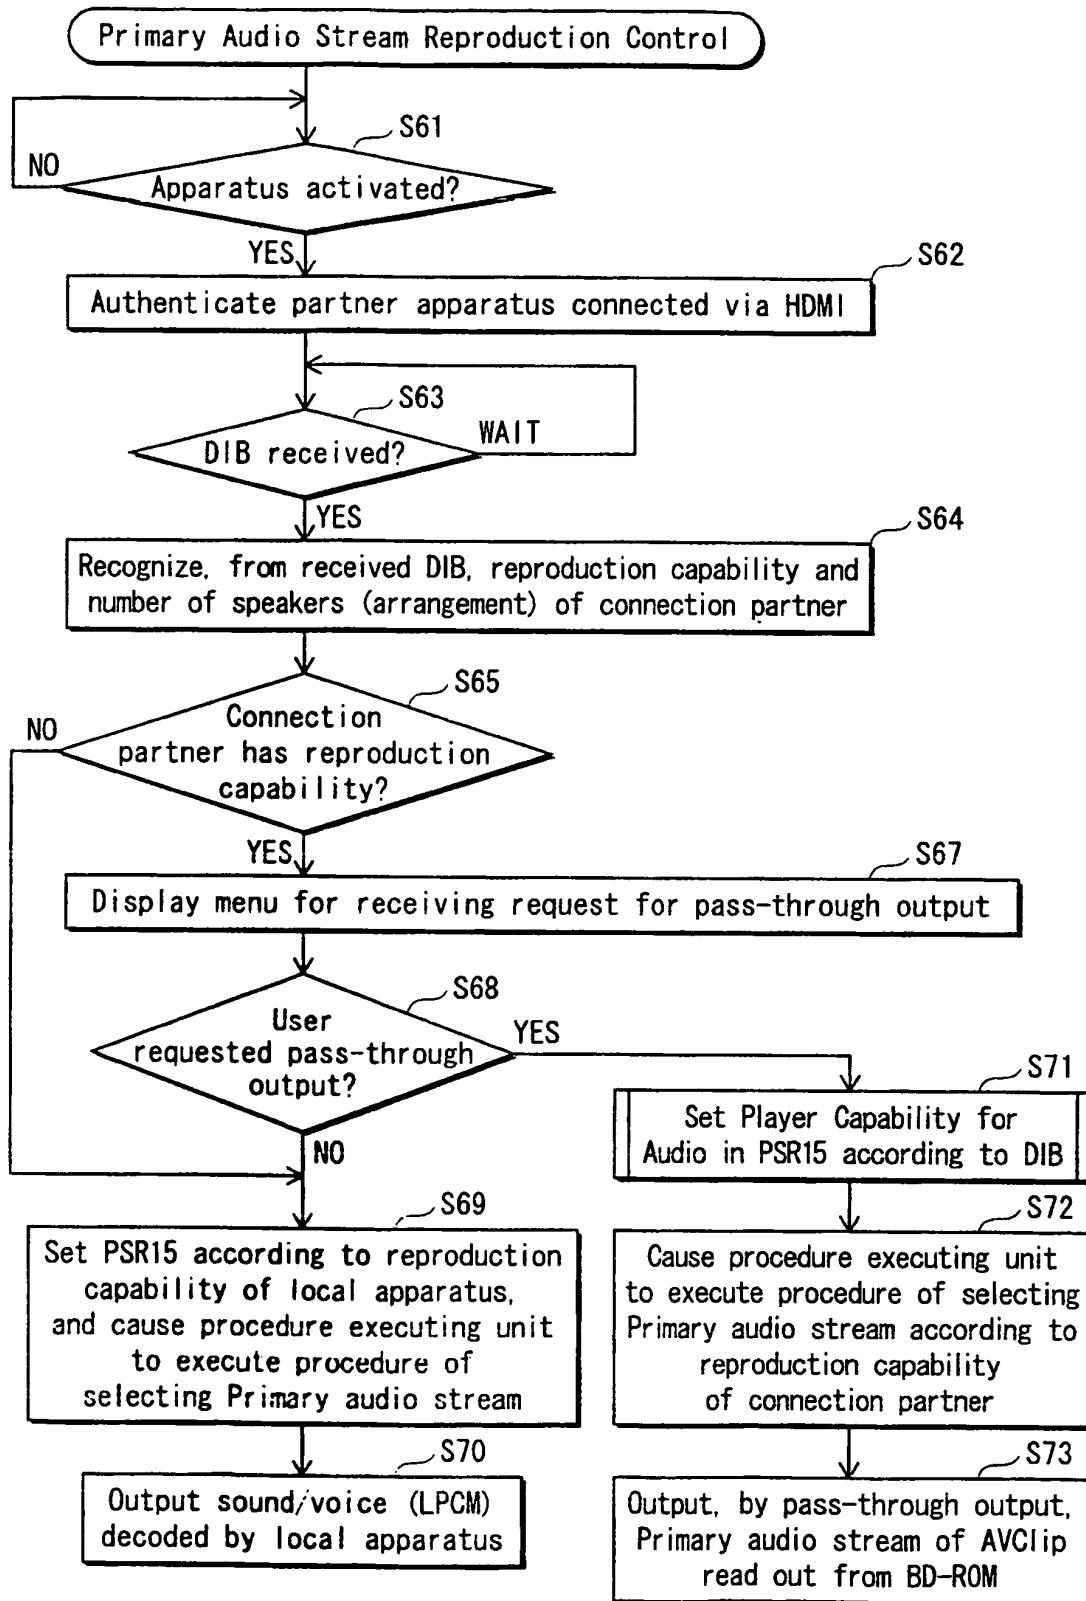 Primary Audio Stream Reproduction Control
S61
NO
Apparatus activated?
YES
S62
Authenticate partner apparatus connected via HDMI
S63
WAIT
DIB received?
YES
S64
Recognize, from received DIB, reproduction capability and
number of speakers (arrangement) of connection partner
S65
NO
Connection
partner has reproduction
capability?
YES
S67
Display menu for receiving request for pass-through output
S68
User
requested pass-through
output?
YES
NO
S71
Set Player Capability for
Audio in PSR15 according to DIB
S69
Set PSR15 according to reproduction
capability of local apparatus,
and cause procedure executing unit
to execute procedure of
selecting Primary audio stream
S72
Cause procedure executing unit
to execute procedure of selecting
Primary audio stream according to
reproduction capability
of connection partner
S70
Output sound/voice (LPCM)
decoded by local apparatus
S73
Output, by pass-through output,
Primary audio stream of AVClip
read out from BD-ROM